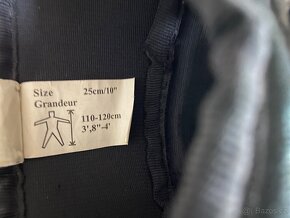 Size 25cm/10"
Grandeur
110-120cm
3',8"-4'